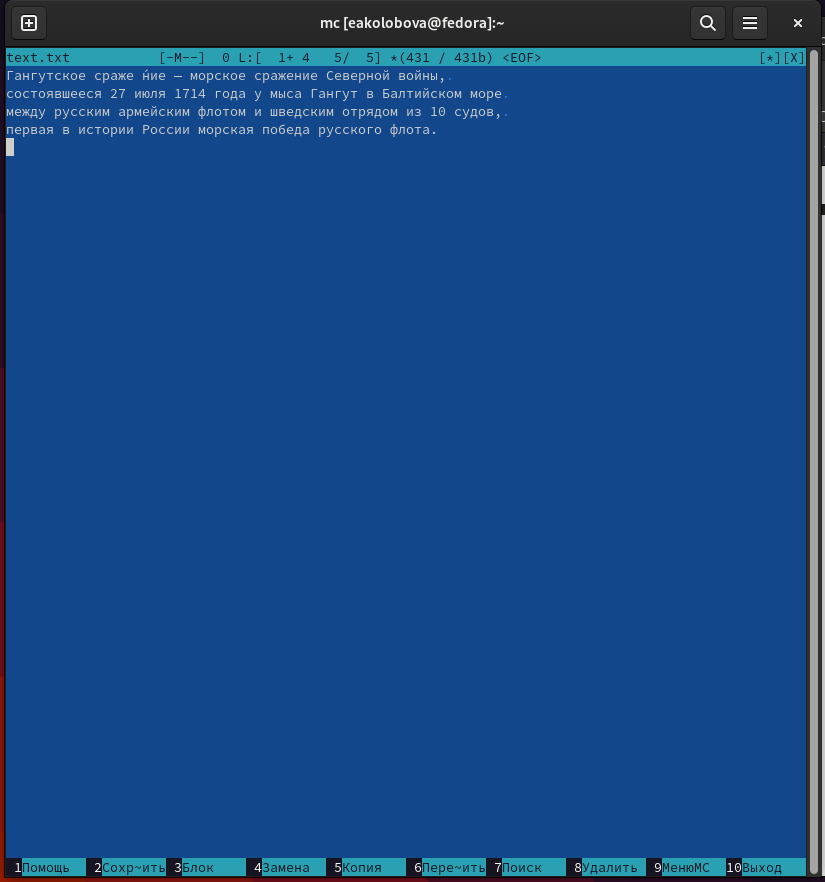 mc [eakolobova@fedora]:~
text.txt [-M--] 0 L:[ 1+ 4 5/ 5] *(431 / 431b) <EOF> [*][X]
Гангутское сраже ́ние — морское сражение Северной войны,.
состоявшееся 27 июля 1714 года у мыса Гангут в Балтийском море.
между русским армейским флотом и шведским отрядом из 10 судов,.
первая в истории России морская победа русского флота.
1Помощь 2Сохр~ить 3Блок 4Замена 5Копия 6Пере~ить 7Поиск 8Удалить 9МенюMC 10Выход